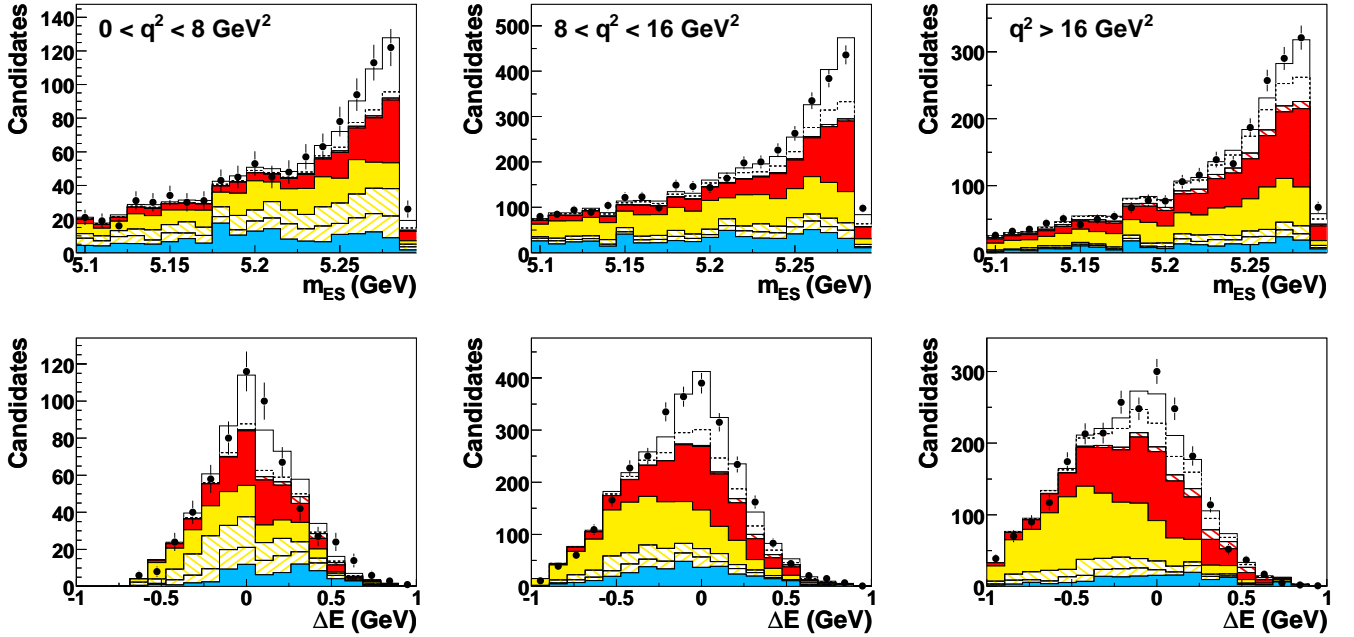 0 < q² < 8 GeV²
Candidates
140
120
100
80
60
40
20
0
5.1 5.15 5.2 5.25
m_ES (GeV)
8 < q² < 16 GeV²
Candidates
500
400
300
200
100
0
5.1 5.15 5.2 5.25
m_ES (GeV)
q² > 16 GeV²
Candidates
300
200
100
0
5.1 5.15 5.2 5.25
m_ES (GeV)
Candidates
120
100
80
60
40
20
0
-1 -0.5 0 0.5 1
ΔE (GeV)
Candidates
400
300
200
100
0
-1 -0.5 0 0.5 1
ΔE (GeV)
Candidates
300
250
200
150
100
50
0
-1 -0.5 0 0.5 1
ΔE (GeV)